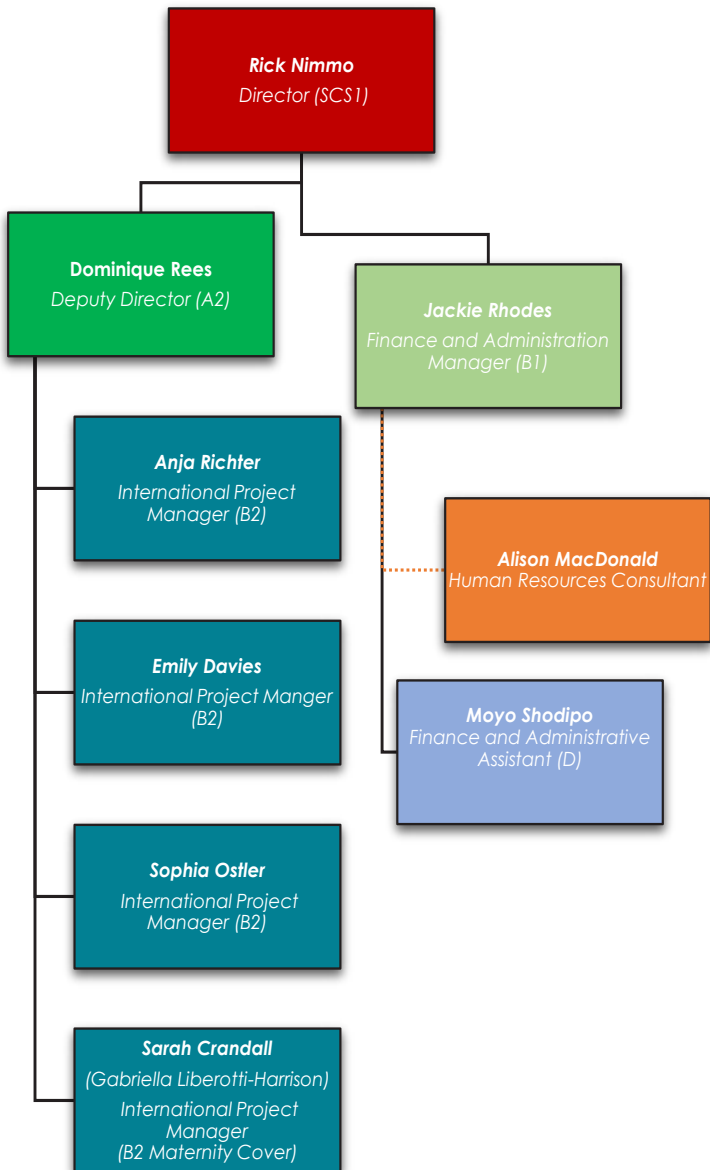 Rick Nimmo
Director (SCS1)
Dominique Rees
Deputy Director (A2)
Jackie Rhodes
Finance and Administration
Manager (B1)
Anja Richter
International Project
Manager (B2)
Alison MacDonald
Human Resources Consultant
Emily Davies
International Project Manger
(B2)
Moyo Shodipo
Finance and Administrative
Assistant (D)
Sophia Ostler
International Project
Manager (B2)
Sarah Crandall
(Gabriella Liberotti-Harrison)
International Project
Manager
(B2 Maternity Cover)